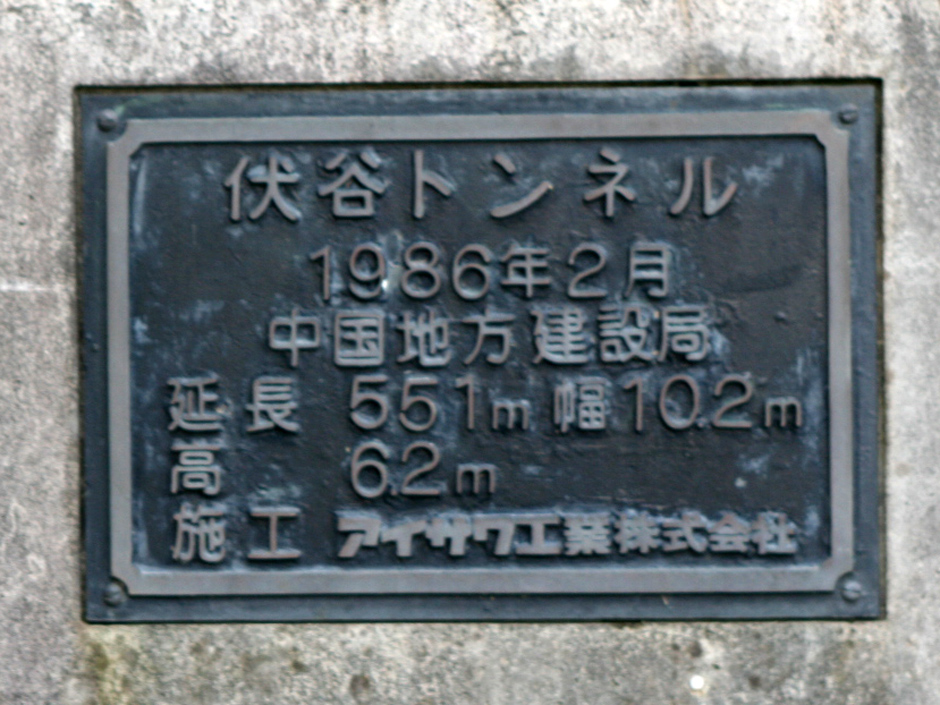 伏谷トンネル
1986年2月
中国地方建設局
延長 551m 幅10.2m
高 6.2m
施工 アイサワ工業株式会社